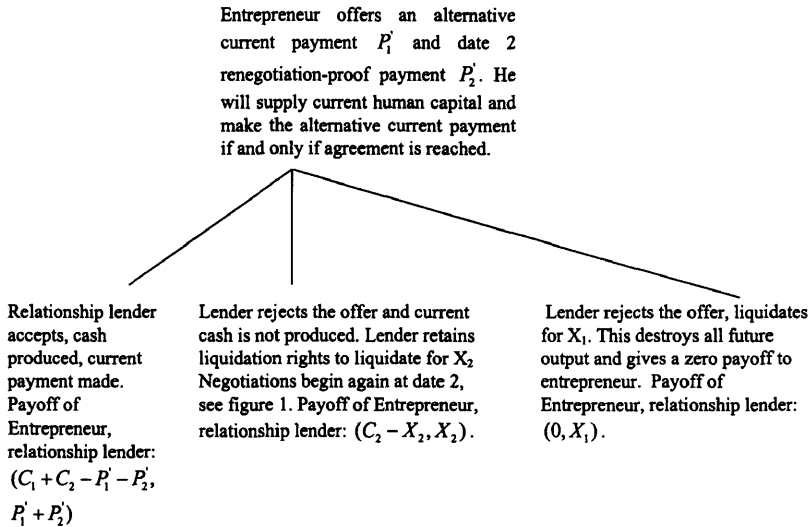 Entrepreneur offers an alternative
current payment P₁' and date 2
renegotiation-proof payment P₂'. He
will supply current human capital and
make the alternative current payment
if and only if agreement is reached.
Relationship lender
accepts, cash
produced, current
payment made.
Payoff of
Entrepreneur,
relationship lender:
(C₁ + C₂ − P₁' − P₂',
P₁' + P₂')
Lender rejects the offer and current
cash is not produced. Lender retains
liquidation rights to liquidate for X₂
Negotiations begin again at date 2,
see figure 1. Payoff of Entrepreneur,
relationship lender: (C₂ − X₂, X₂).
Lender rejects the offer, liquidates
for X₁. This destroys all future
output and gives a zero payoff to
entrepreneur. Payoff of
Entrepreneur, relationship lender:
(0, X₁).